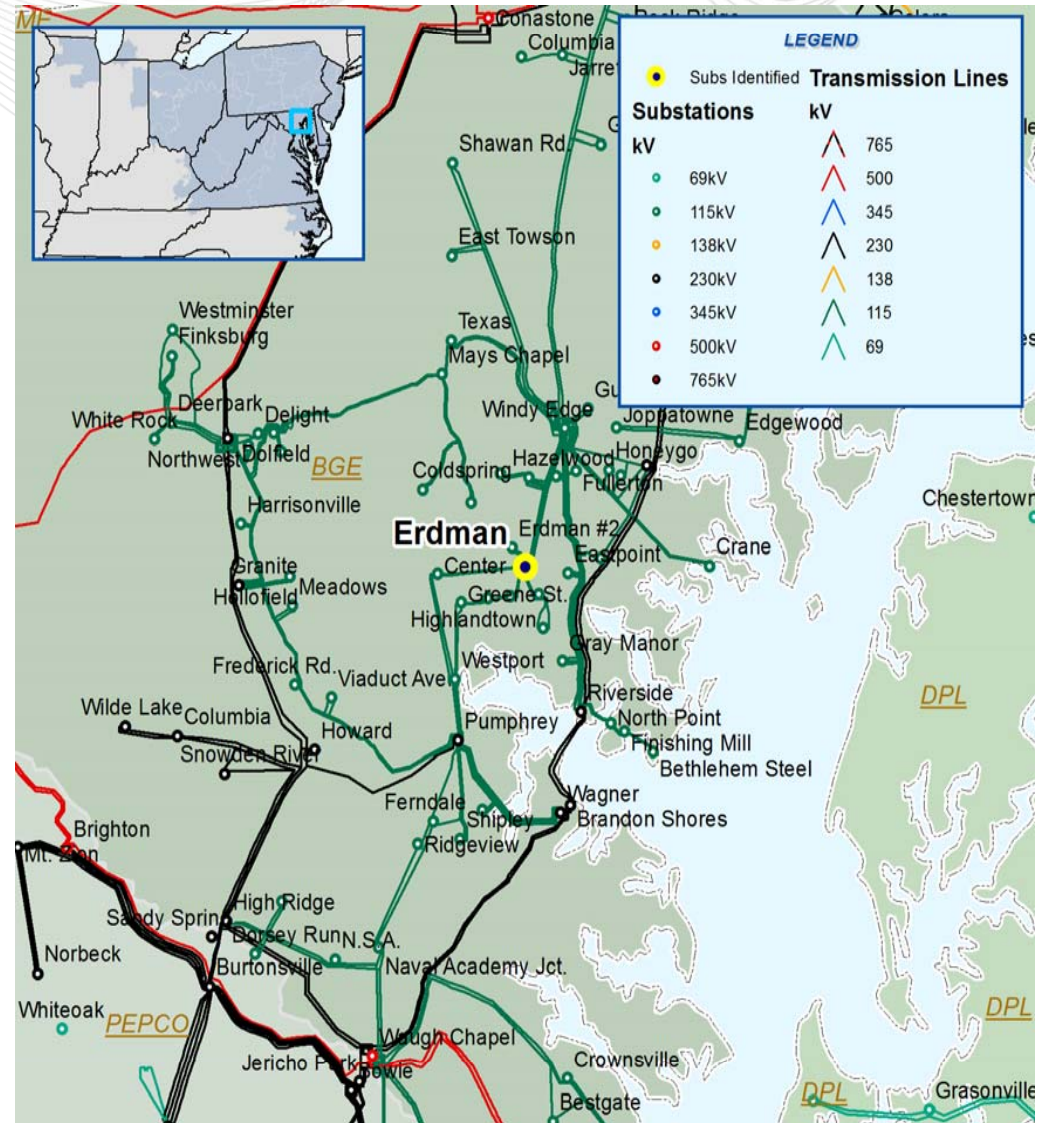 Conastone
Columbia
Shawan Rd.
East Towson
Texas
Mays Chapel
Westminster
Finksburg
Deerpark
Delight
White Rock
Windy Edge
Joppatowne
Edgewood
Northwest
Dolfield
BGE
Coldspring
Hazelwood
Honeygo
Fullerton
Chestertown
Harrisonville
Erdman
Erdman #2
Eastpoint
Crane
Granite
Center
Hollofield
Meadows
Greene St.
Highlandtown
Gray Manor
Frederick Rd.
Viaduct Ave
Westport
DPL
Riverside
Wilde Lake
Columbia
Howard
Pumphrey
North Point
Snowden River
Finishing Mill
Bethlehem Steel
Wagner
Ferndale
Shipley
Brandon Shores
Brighton
Ridgeview
Mt. Zion
High Ridge
Sandy Sprin
Dorsey Run
N.S.A.
Norbeck
Burtonsville
Naval Academy Jct.
Whiteoak
PEPCO
DPL
Waugh Chapel
Jericho Park
Bowie
Crownsville
DPL
Grasonville
Bestgate
LEGEND
Subs Identified
Substations
kV
69kV
115kV
138kV
230kV
345kV
500kV
765kV
Transmission Lines
kV
765
500
345
230
138
115
69